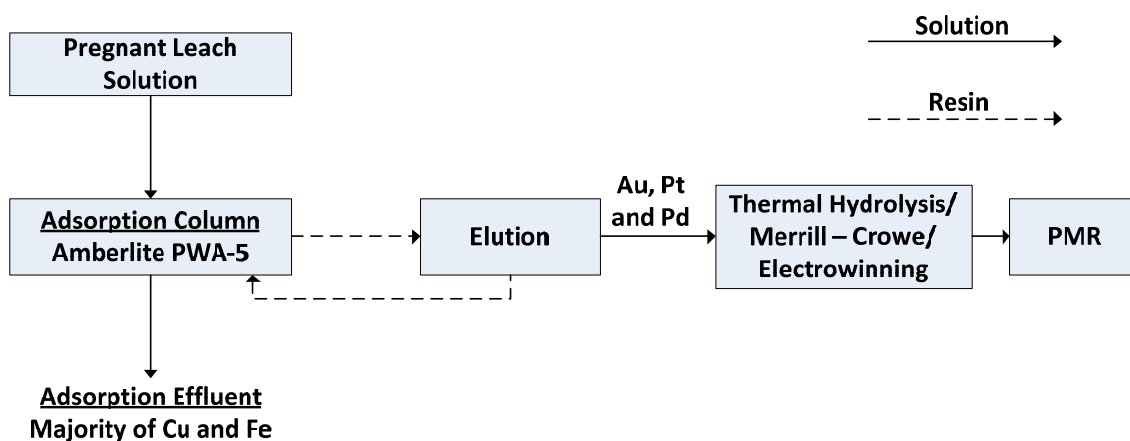 Pregnant Leach
Solution
Solution
Resin
Adsorption Column
Amberlite PWA-5
Elution
Au, Pt
and Pd
Thermal Hydrolysis/
Merrill – Crowe/
Electrowinning
PMR
Adsorption Effluent
Majority of Cu and Fe